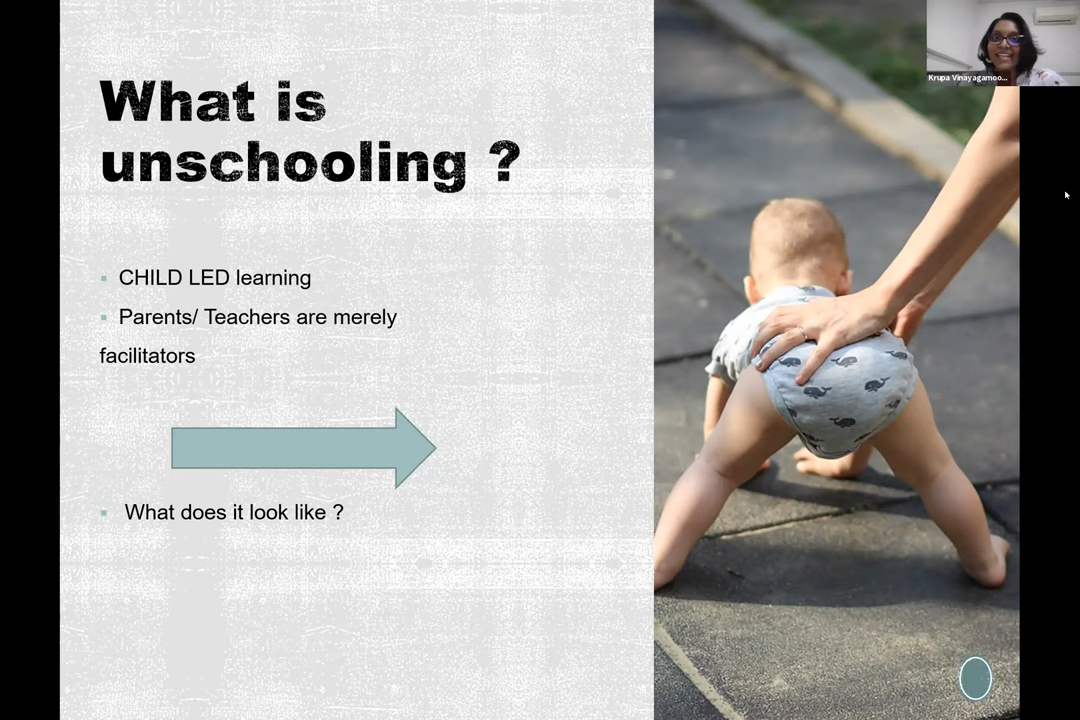 What is
unschooling ?
CHILD LED learning
Parents/ Teachers are merely
facilitators
What does it look like ?
Krupa Vinayagamoo...